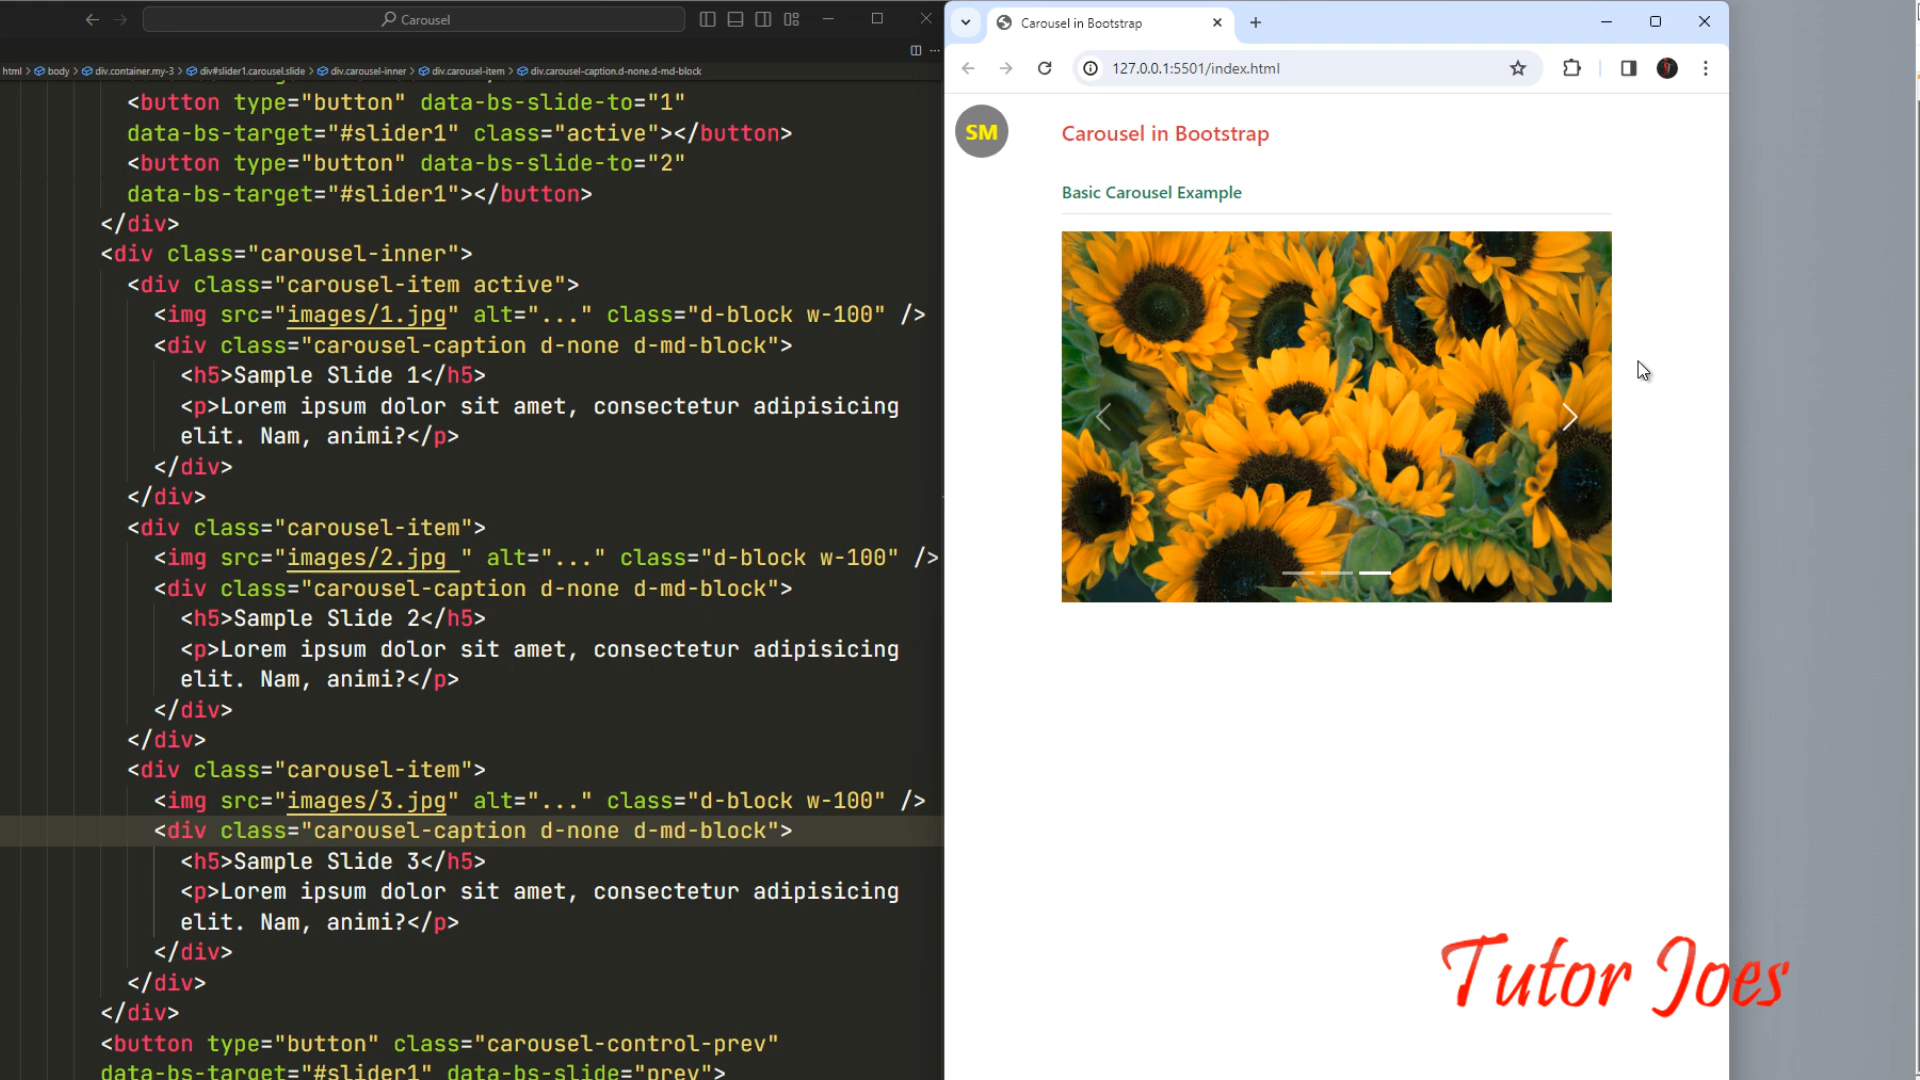 Carousel
html > body > div.container.my-3 > div#slider1.carousel.slide > div.carousel-inner > div.carousel-item > div.carousel-caption.d-none.d-md-block
<button type="button" data-bs-slide-to="1"
data-bs-target="#slider1" class="active"></button>
<button type="button" data-bs-slide-to="2"
data-bs-target="#slider1"></button>
</div>
<div class="carousel-inner">
<div class="carousel-item active">
<img src="images/1.jpg" alt="..." class="d-block w-100" />
<div class="carousel-caption d-none d-md-block">
<h5>Sample Slide 1</h5>
<p>Lorem ipsum dolor sit amet, consectetur adipisicing
elit. Nam, animi?</p>
</div>
</div>
<div class="carousel-item">
<img src="images/2.jpg " alt="..." class="d-block w-100" />
<div class="carousel-caption d-none d-md-block">
<h5>Sample Slide 2</h5>
<p>Lorem ipsum dolor sit amet, consectetur adipisicing
elit. Nam, animi?</p>
</div>
</div>
<div class="carousel-item">
<img src="images/3.jpg" alt="..." class="d-block w-100" />
<div class="carousel-caption d-none d-md-block">
<h5>Sample Slide 3</h5>
<p>Lorem ipsum dolor sit amet, consectetur adipisicing
elit. Nam, animi?</p>
</div>
</div>
</div>
<button type="button" class="carousel-control-prev"
data-bs-target="#slider1" data-bs-slide="prev">
Carousel in Bootstrap
127.0.0.1:5501/index.html
SM
Carousel in Bootstrap
Basic Carousel Example
Tutor Joes